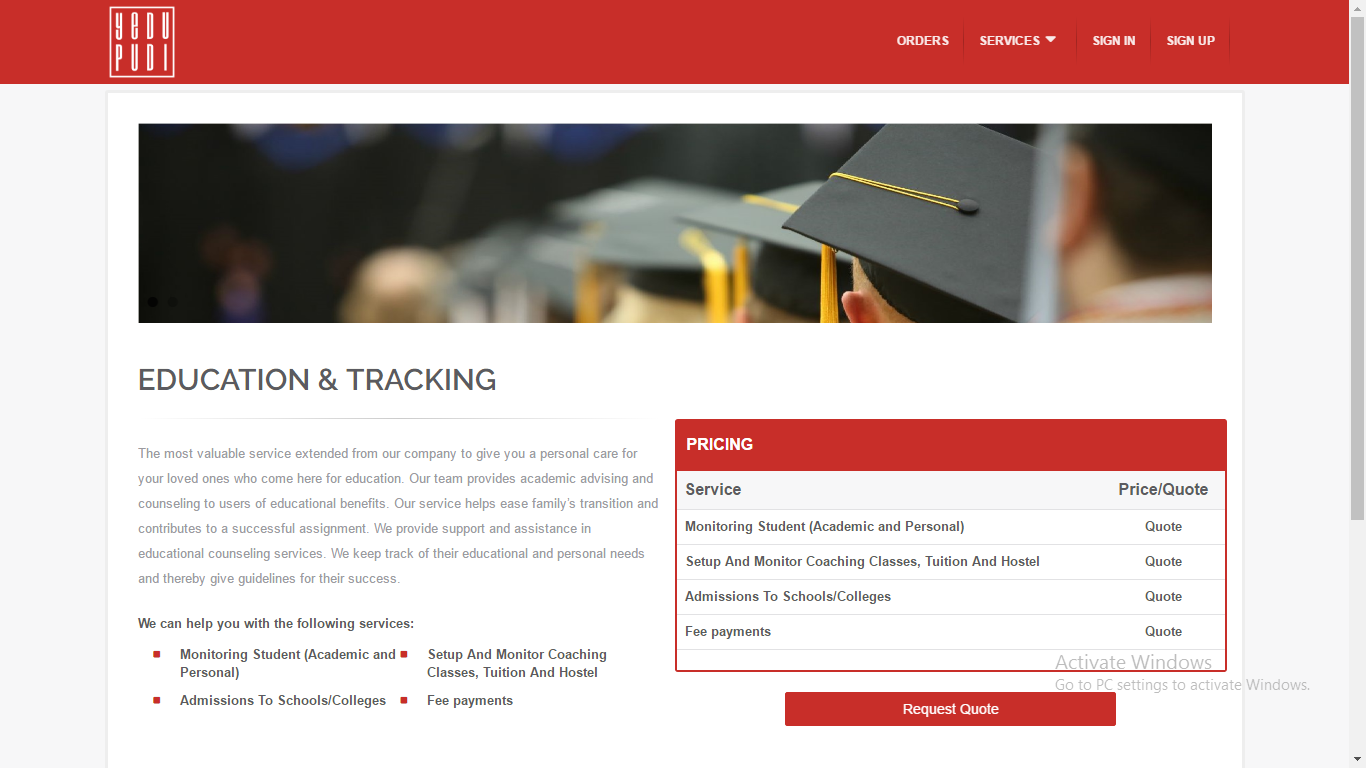 YEDU
PUDI
ORDERS
SERVICES
SIGN IN
SIGN UP
EDUCATION & TRACKING
The most valuable service extended from our company to give you a personal care for
your loved ones who come here for education. Our team provides academic advising and
counseling to users of educational benefits. Our service helps ease family's transition and
contributes to a successful assignment. We provide support and assistance in
educational counseling services. We keep track of their educational and personal needs
and thereby give guidelines for their success.
We can help you with the following services:
Monitoring Student (Academic and
Personal)
Setup And Monitor Coaching
Classes, Tuition And Hostel
Admissions To Schools/Colleges
Fee payments
PRICING
Service Price/Quote
Monitoring Student (Academic and Personal) Quote
Setup And Monitor Coaching Classes, Tuition And Hostel Quote
Admissions To Schools/Colleges Quote
Fee payments Quote
Request Quote
Activate Windows
Go to PC settings to activate Windows.